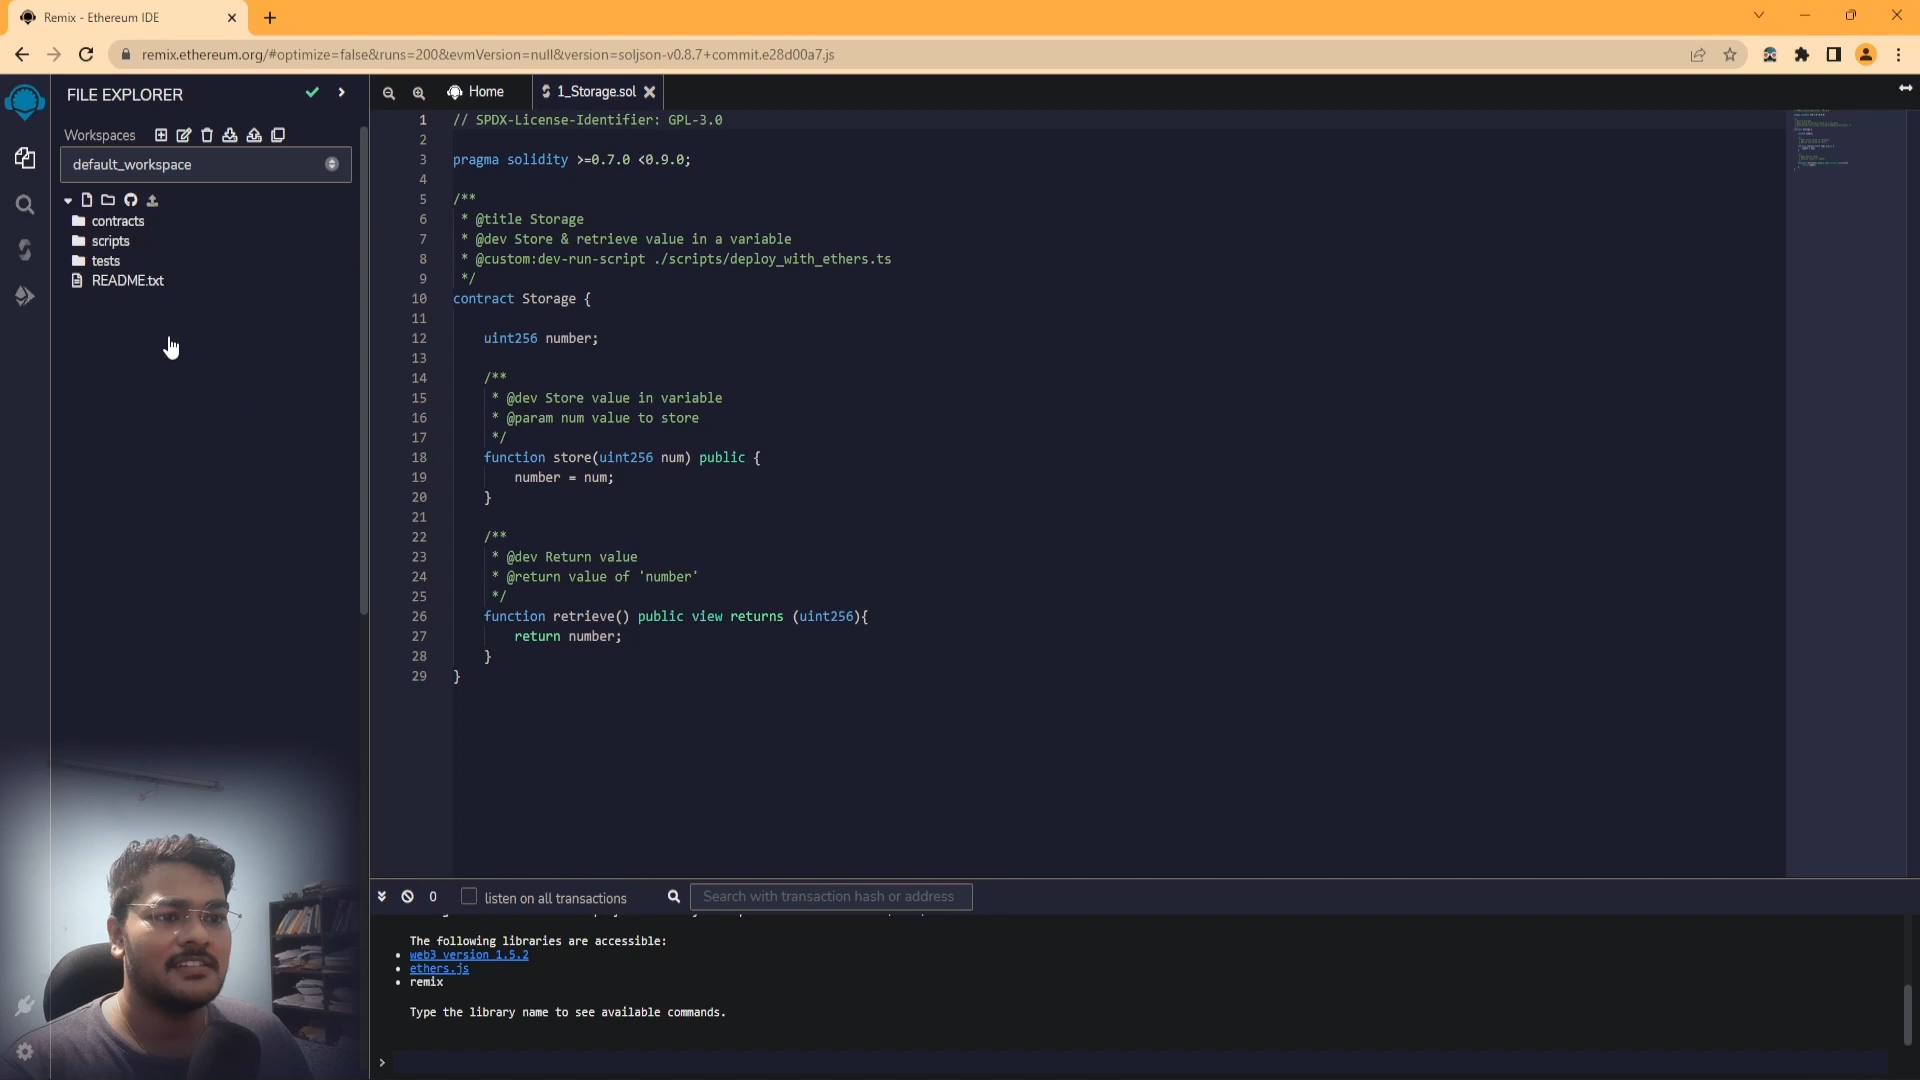 Remix - Ethereum IDE
remix.ethereum.org/#optimize=false&runs=200&evmVersion=null&version=soljson-v0.8.7+commit.e28d00a7.js
FILE EXPLORER
Home
1_Storage.sol
Workspaces
default_workspace
contracts
scripts
tests
README.txt
1 // SPDX-License-Identifier: GPL-3.0
2
3 pragma solidity >=0.7.0 <0.9.0;
4
5 /**
6 * @title Storage
7 * @dev Store & retrieve value in a variable
8 * @custom:dev-run-script ./scripts/deploy_with_ethers.ts
9 */
10 contract Storage {
11
12 uint256 number;
13
14 /**
15 * @dev Store value in variable
16 * @param num value to store
17 */
18 function store(uint256 num) public {
19 number = num;
20 }
21
22 /**
23 * @dev Return value
24 * @return value of 'number'
25 */
26 function retrieve() public view returns (uint256){
27 return number;
28 }
29 }
0
listen on all transactions
Search with transaction hash or address
The following libraries are accessible:
• web3 version 1.5.2
• ethers.js
• remix
Type the library name to see available commands.
>